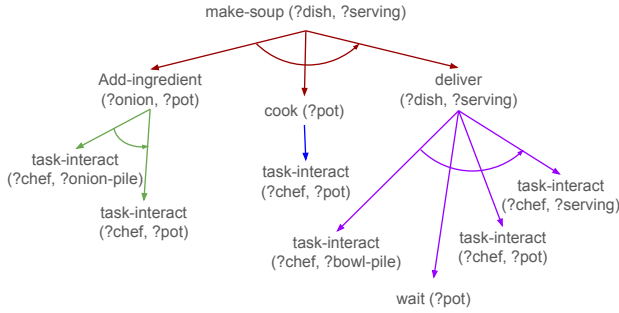 make-soup (?dish, ?serving)
Add-ingredient
(?onion, ?pot)
cook (?pot)
deliver
(?dish, ?serving)
task-interact
(?chef, ?onion-pile)
task-interact
(?chef, ?pot)
task-interact
(?chef, ?pot)
task-interact
(?chef, ?bowl-pile)
wait (?pot)
task-interact
(?chef, ?pot)
task-interact
(?chef, ?serving)